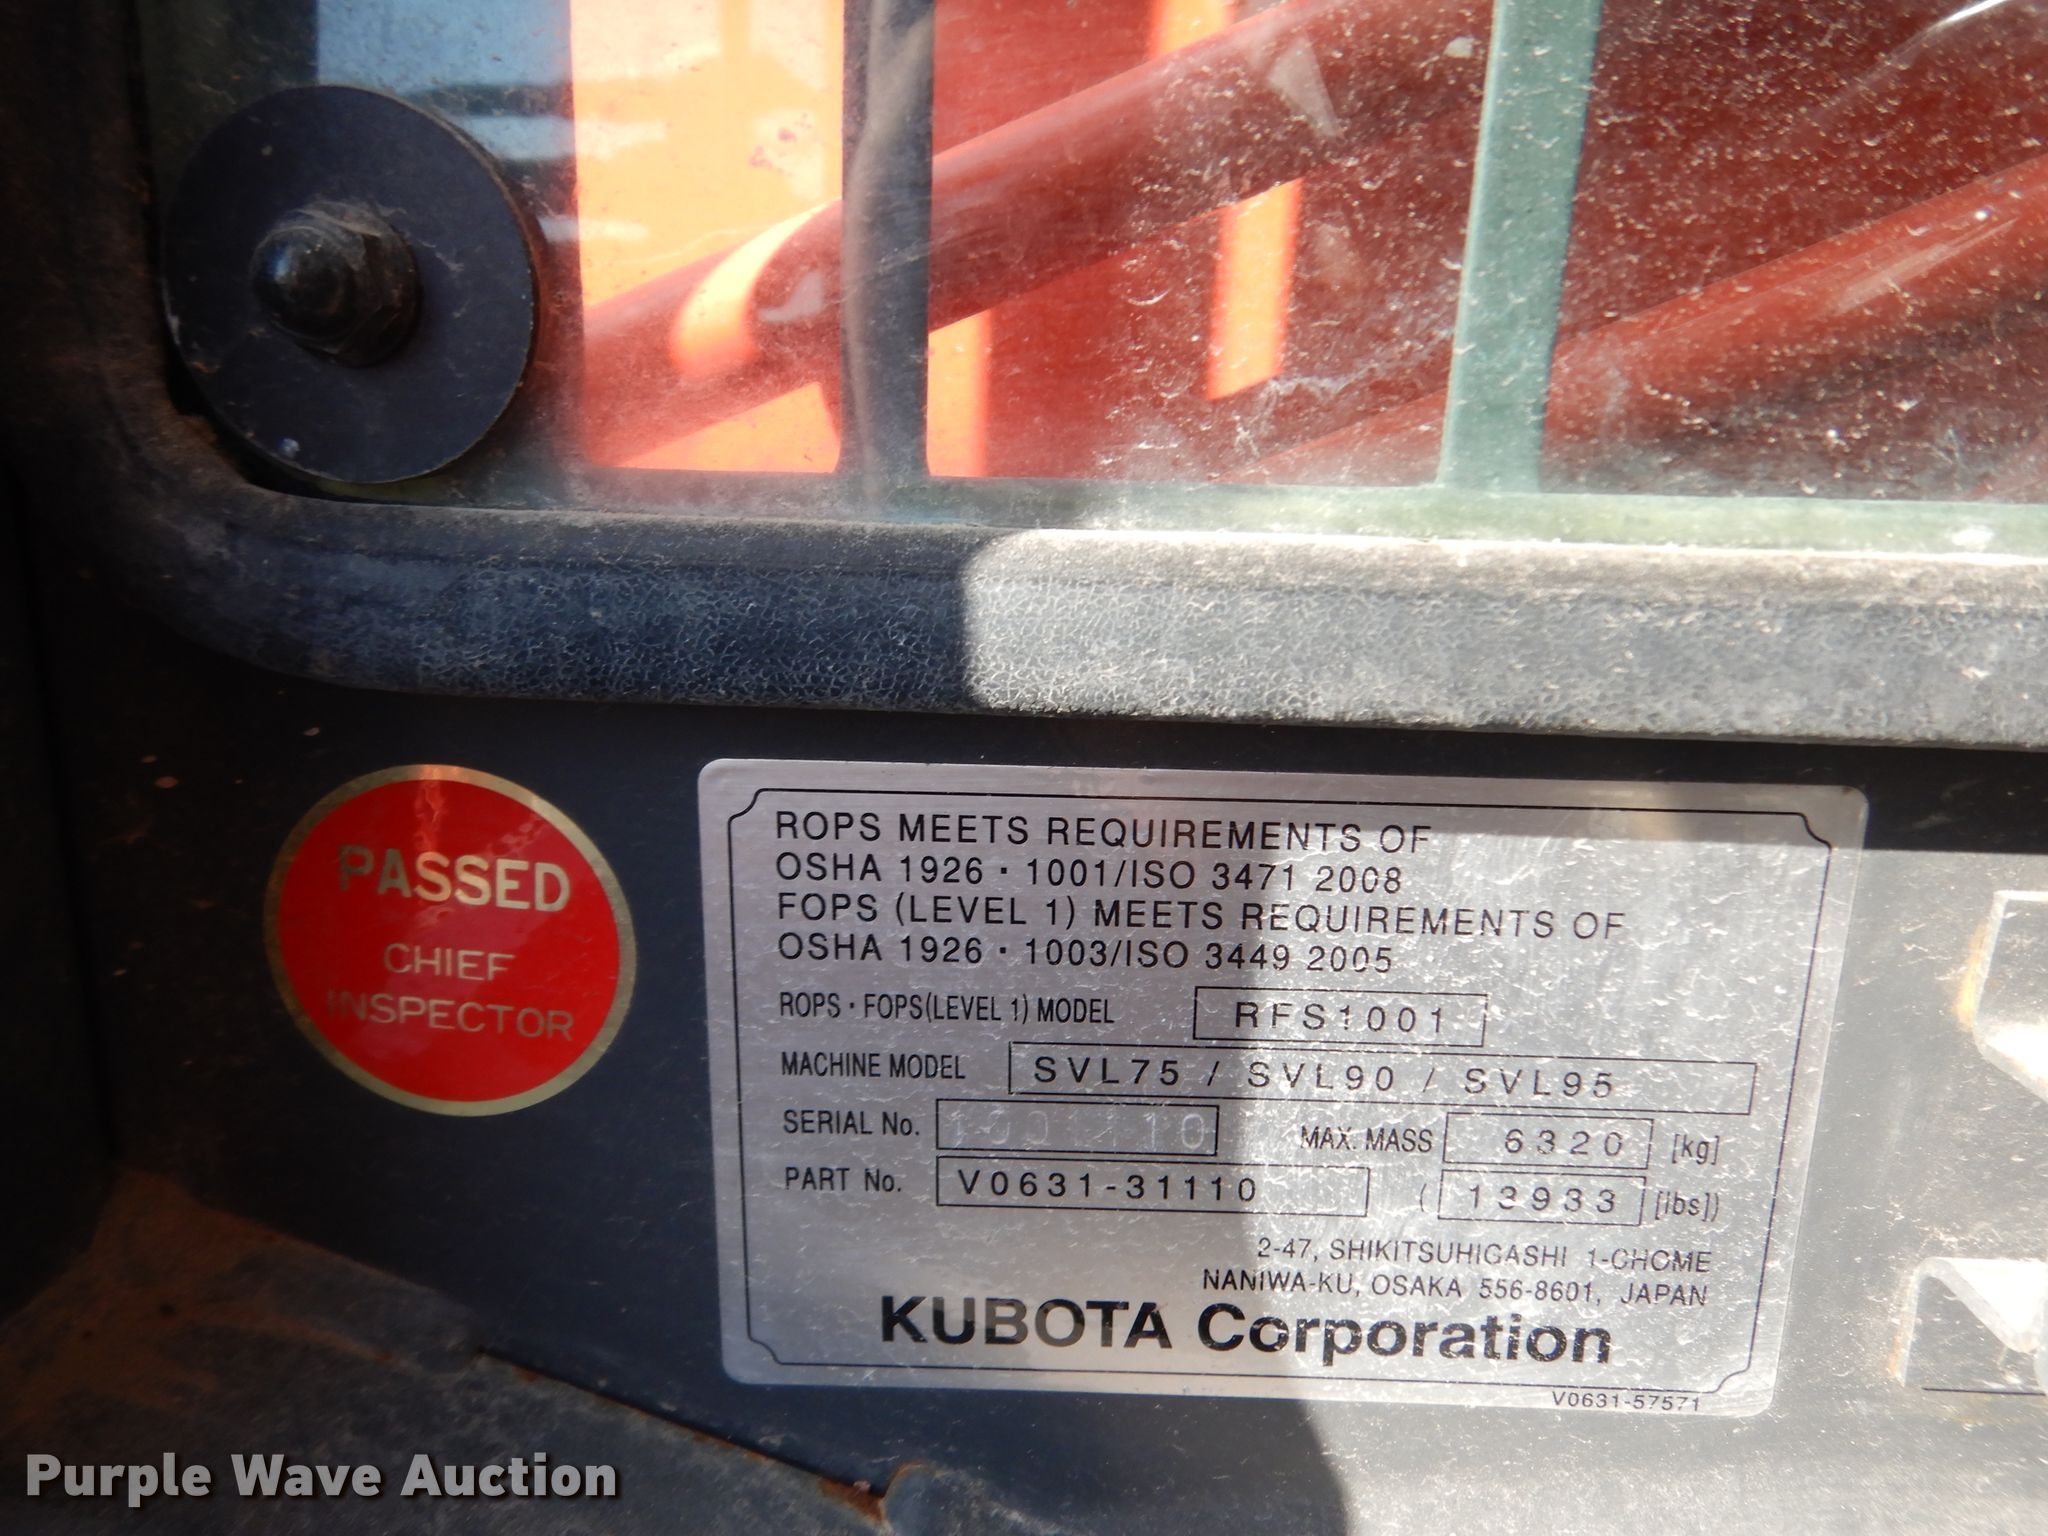 PASSED
CHIEF
INSPECTOR
ROPS MEETS REQUIREMENTS OF
OSHA 1926・1001/ISO 3471 2008
FOPS (LEVEL 1) MEETS REQUIREMENTS OF
OSHA 1926・1003/ISO 3449 2005
ROPS・FOPS(LEVEL 1) MODEL RFS1001
MACHINE MODEL SVL75 / SVL90 / SVL95
SERIAL No. MAX. MASS 6320 [kg]
PART No. V0631-31110 (13933 [lbs])
2-47, SHIKITSUHIGASHI 1-CHOME
NANIWA-KU, OSAKA 556-8601, JAPAN
KUBOTA Corporation
V0631-57571
Purple Wave Auction